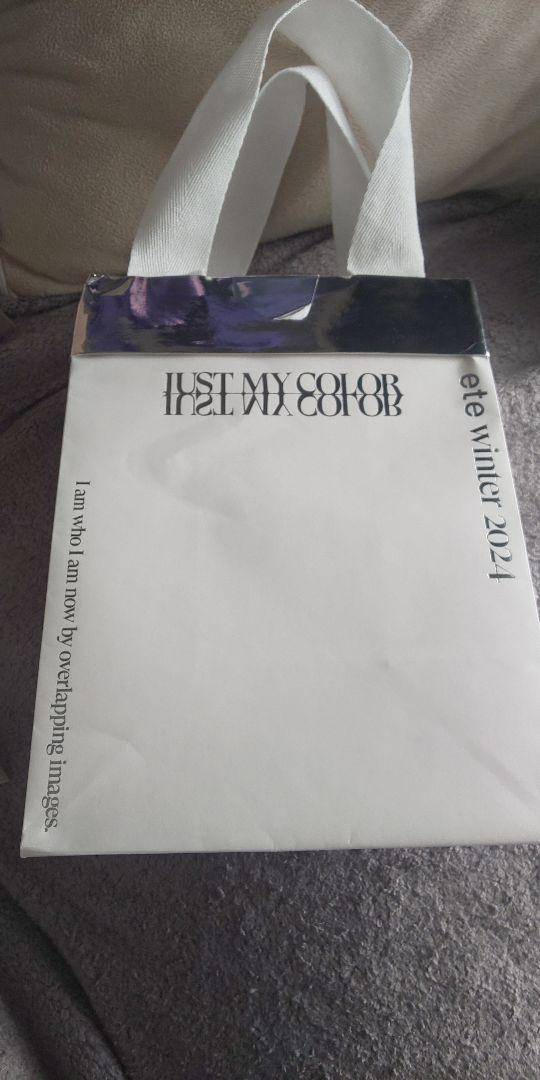 JUST MY COLOR
JUST MY COLOR
ete winter 2024
I am who I am now by overlapping images.